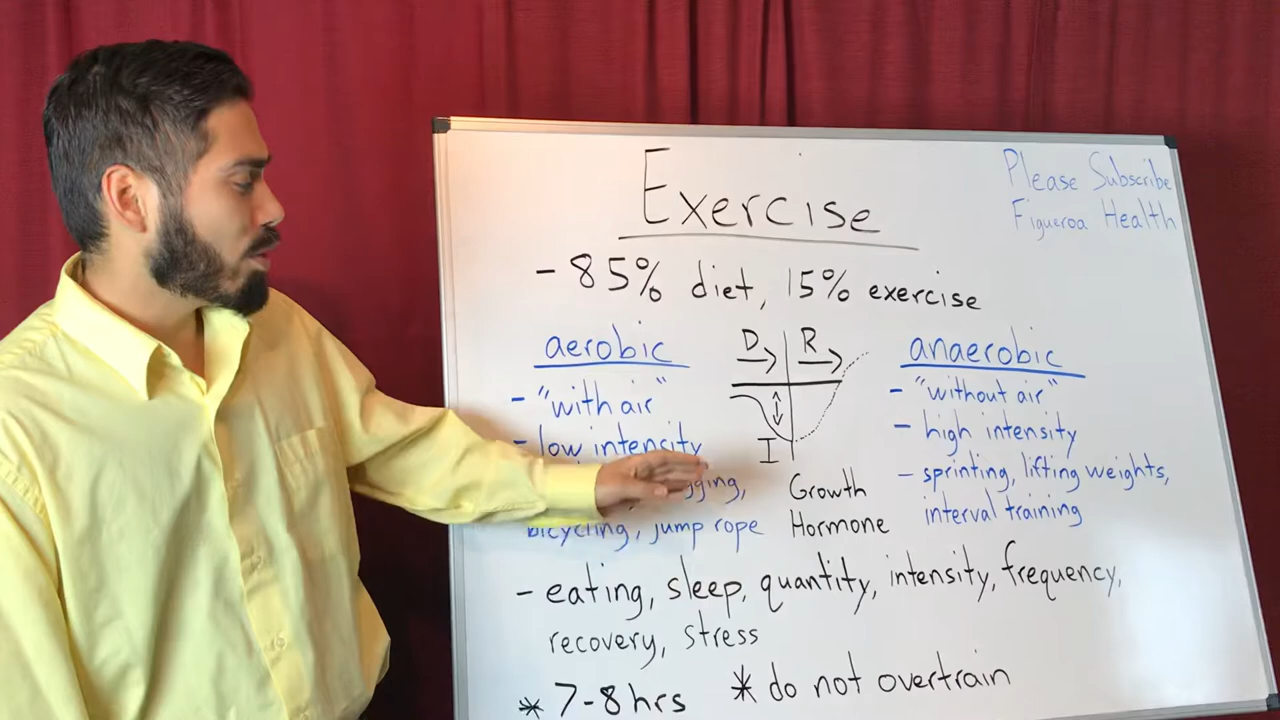 Please Subscribe
Figueroa Health
Exercise
- 85% diet, 15% exercise
aerobic
- "with air"
- low intensity
bicycling, jump rope
D R
I
Growth
Hormone
anaerobic
- "without air"
- high intensity
- sprinting, lifting weights,
interval training
- eating, sleep, quantity, intensity, frequency,
recovery, stress
* 7-8 hrs
* do not overtrain